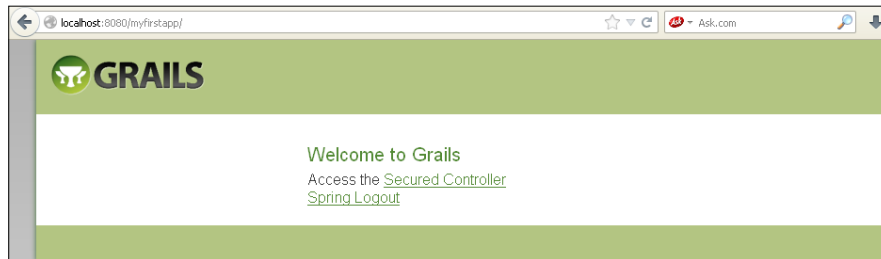 localhost:8080/myfirstapp/
Ask.com
GRAILS
Welcome to Grails
Access the Secured Controller
Spring Logout